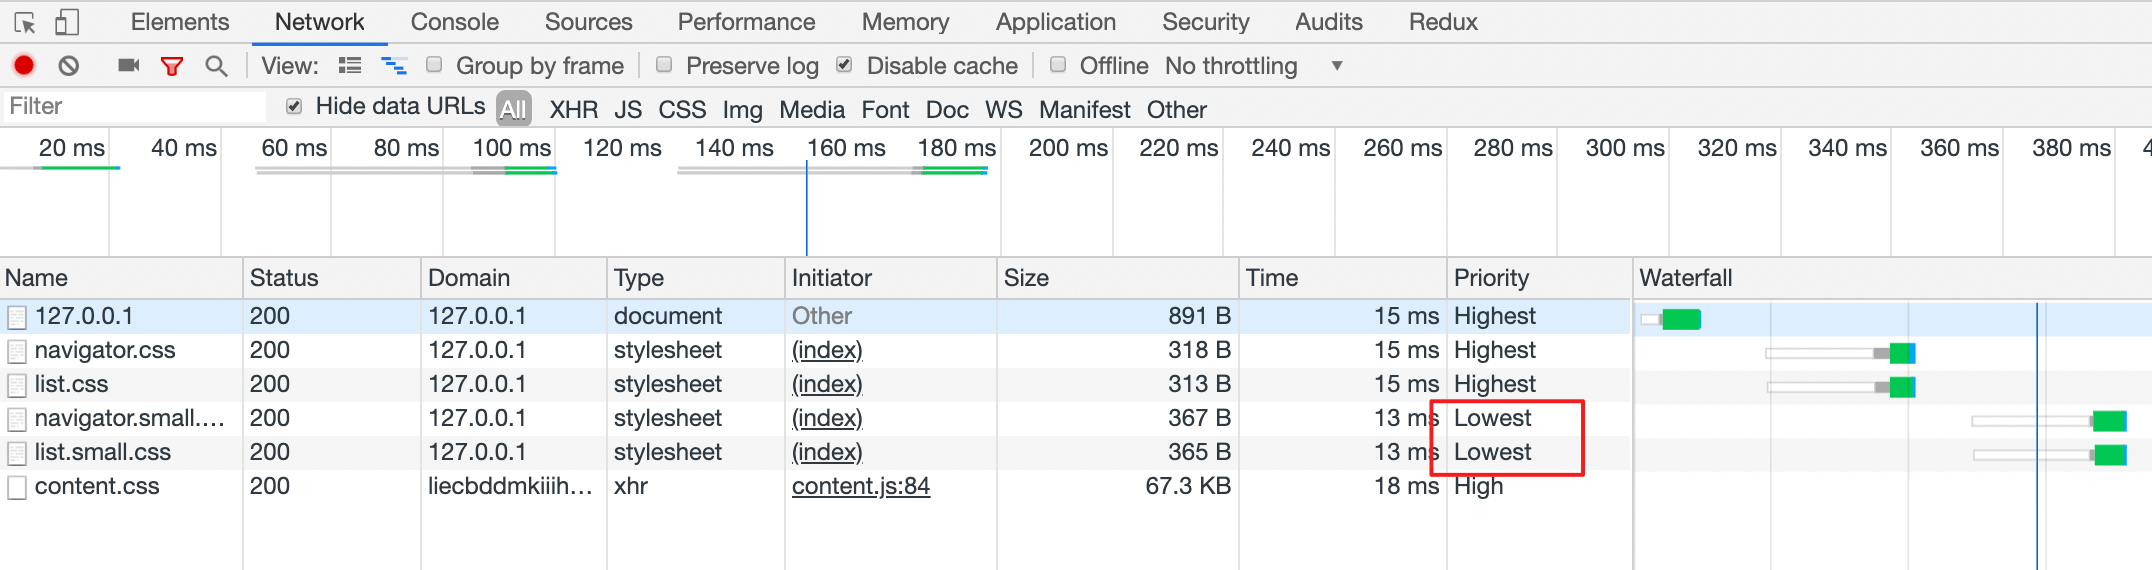 Elements Network Console Sources Performance Memory Application Security Audits Redux
View: Group by frame Preserve log Disable cache Offline No throttling
Filter Hide data URLs All XHR JS CSS Img Media Font Doc WS Manifest Other
20 ms 40 ms 60 ms 80 ms 100 ms 120 ms 140 ms 160 ms 180 ms 200 ms 220 ms 240 ms 260 ms 280 ms 300 ms 320 ms 340 ms 360 ms 380 ms 4
Name Status Domain Type Initiator Size Time Priority Waterfall
127.0.0.1 200 127.0.0.1 document Other 891 B 15 ms Highest
navigator.css 200 127.0.0.1 stylesheet (index) 318 B 15 ms Highest
list.css 200 127.0.0.1 stylesheet (index) 313 B 15 ms Highest
navigator.small.… 200 127.0.0.1 stylesheet (index) 367 B 13 ms Lowest
list.small.css 200 127.0.0.1 stylesheet (index) 365 B 13 ms Lowest
content.css 200 liecbddmkiiih… xhr content.js:84 67.3 KB 18 ms High